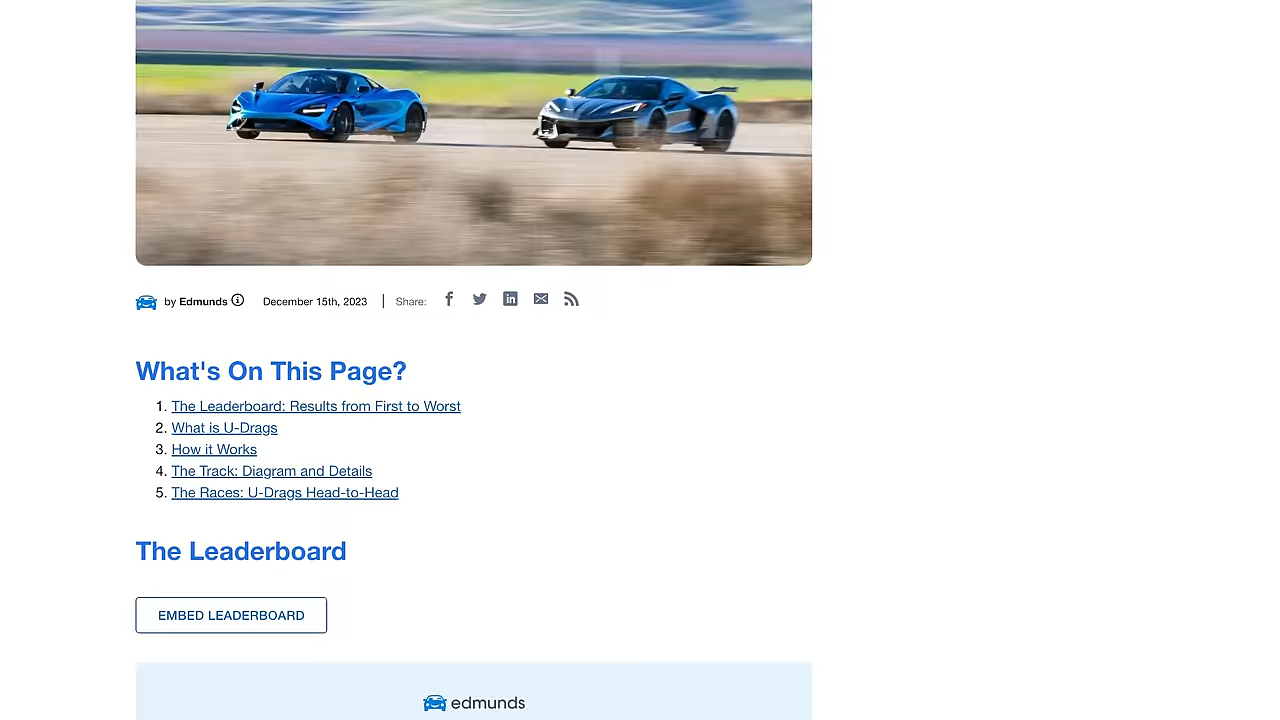 by Edmunds December 15th, 2023 Share:
What's On This Page?
1. The Leaderboard: Results from First to Worst
2. What is U-Drags
3. How it Works
4. The Track: Diagram and Details
5. The Races: U-Drags Head-to-Head
The Leaderboard
EMBED LEADERBOARD
edmunds